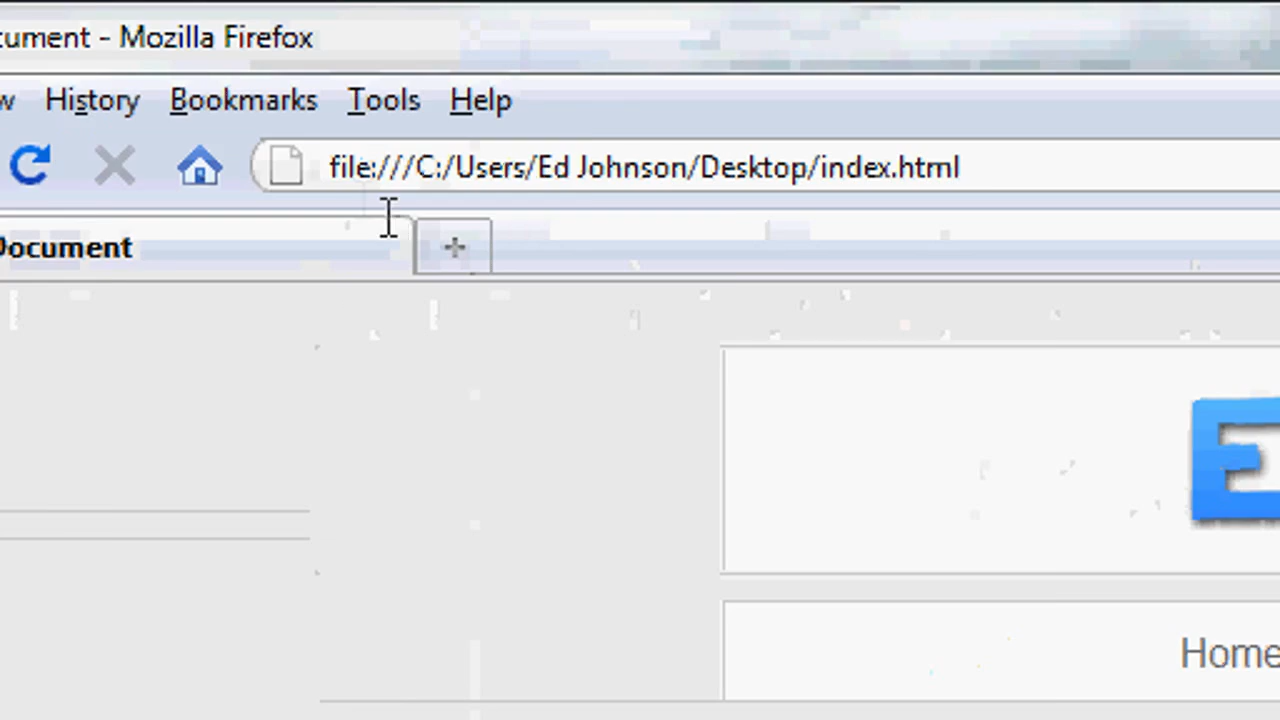 cument - Mozilla Firefox
w History Bookmarks Tools Help
file:///C:/Users/Ed Johnson/Desktop/index.html
Document +
E
Home